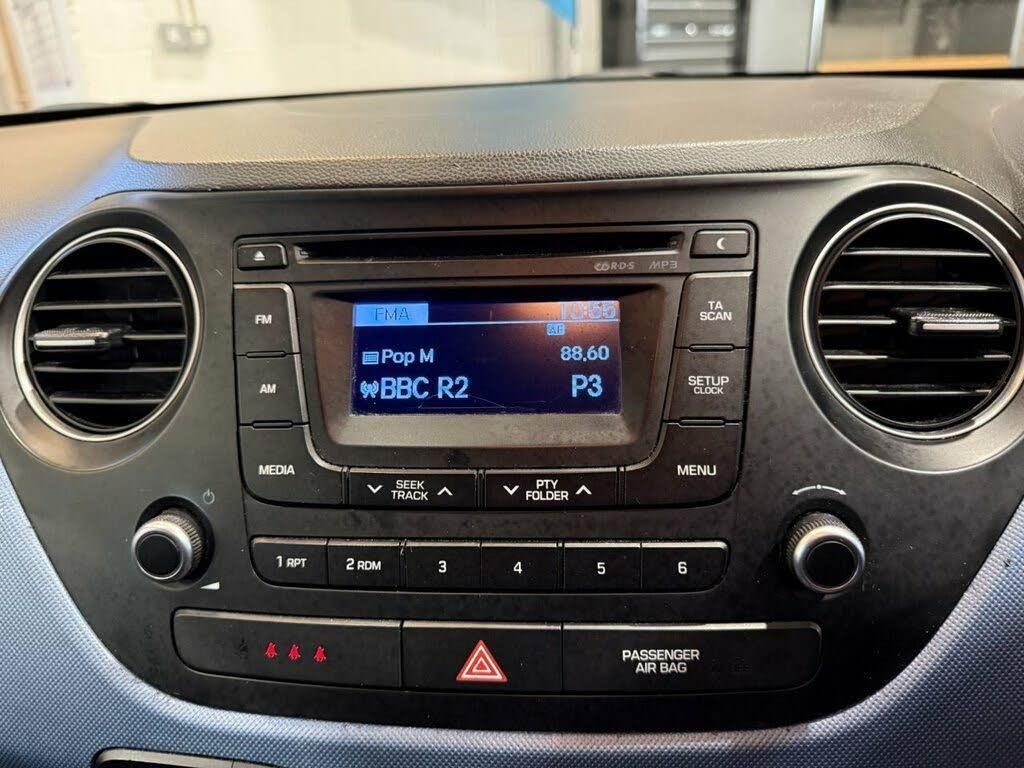 R·D·S MP3
FM
AM
MEDIA
FMA
10:55
AF
Pop M
88,60
BBC R2
P3
TA
SCAN
SETUP
CLOCK
MENU
SEEK
TRACK
PTY
FOLDER
1 RPT
2 RDM
3
4
5
6
PASSENGER
AIR BAG